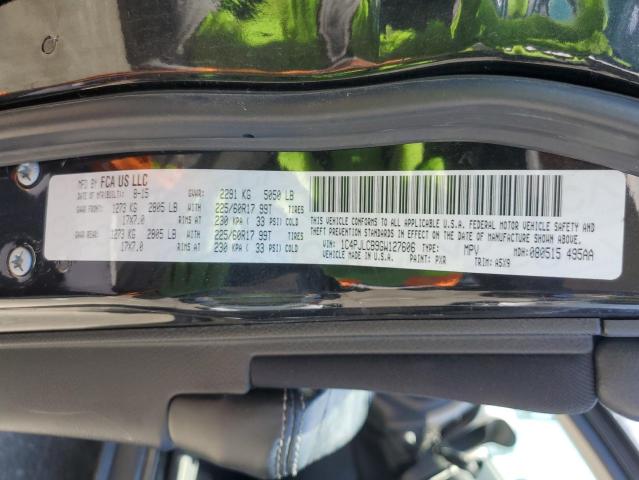 MFD BY FCA US LLC
DATE OF MFR(BUILT): 8-15 GVWR: 2291 KG 5050 LB
GAWR FRONT: 1273 KG 2805 LB 225/60R17 99T TIRES
17X7.0 RIMS AT 230 KPA ( 33 PSI) COLD
GAWR REAR: 1273 KG 2805 LB 225/60R17 99T TIRES
17X7.0 RIMS AT 230 KPA ( 33 PSI) COLD
THIS VEHICLE CONFORMS TO ALL APPLICABLE U.S.A. FEDERAL MOTOR VEHICLE SAFETY, BUMPER AND
THEFT PREVENTION STANDARDS IN EFFECT ON THE DATE OF MANUFACTURE SHOWN ABOVE.
VIN: 1C4PJLCB9GW127606 TYPE: MPV MDH:080515 495AA
VEHICLE MADE IN U.S.A. PAINT: PXR TRIM: A5X9